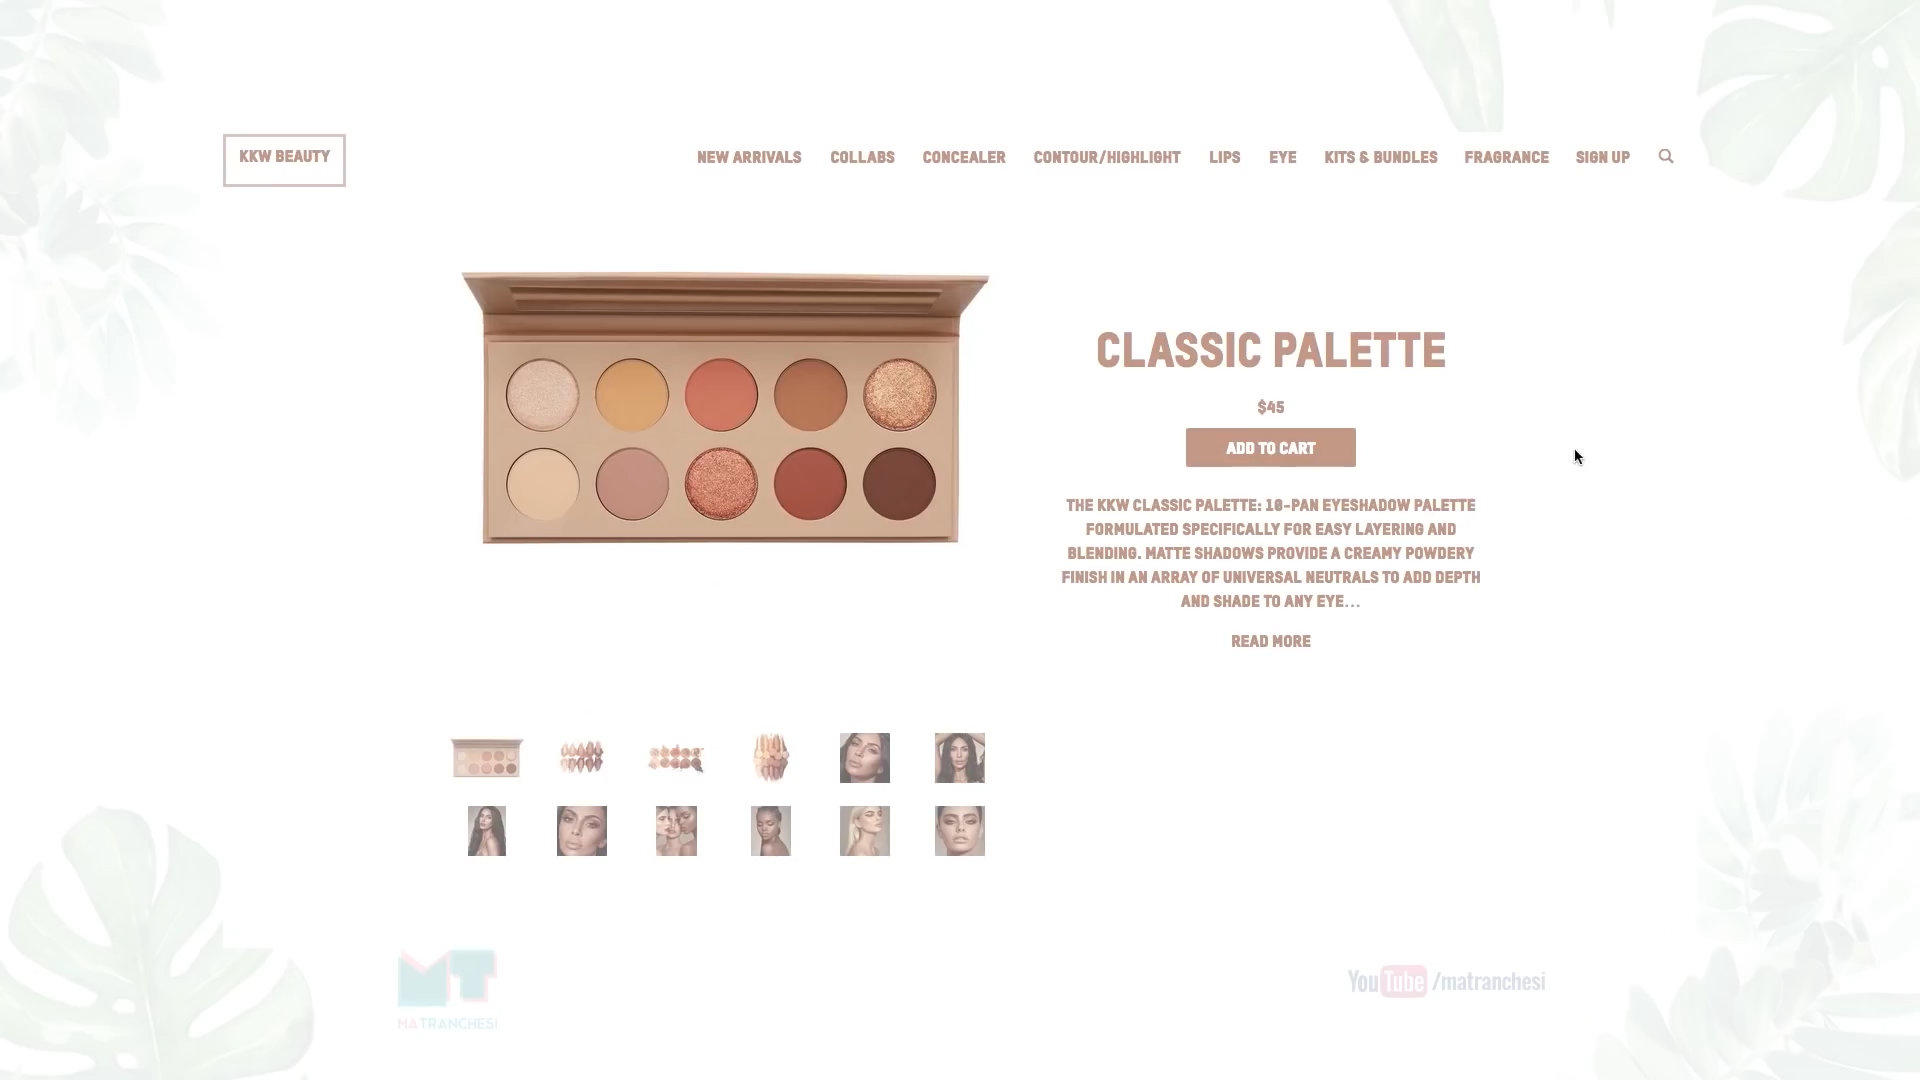 KKW BEAUTY
NEW ARRIVALS COLLABS CONCEALER CONTOUR/HIGHLIGHT LIPS EYE KITS & BUNDLES FRAGRANCE SIGN UP
CLASSIC PALETTE
$45
ADD TO CART
THE KKW CLASSIC PALETTE: 10-PAN EYESHADOW PALETTE
FORMULATED SPECIFICALLY FOR EASY LAYERING AND
BLENDING. MATTE SHADOWS PROVIDE A CREAMY POWDERY
FINISH IN AN ARRAY OF UNIVERSAL NEUTRALS TO ADD DEPTH
AND SHADE TO ANY EYE...
READ MORE
MT
MATRANCHESI
YouTube /matranchesi